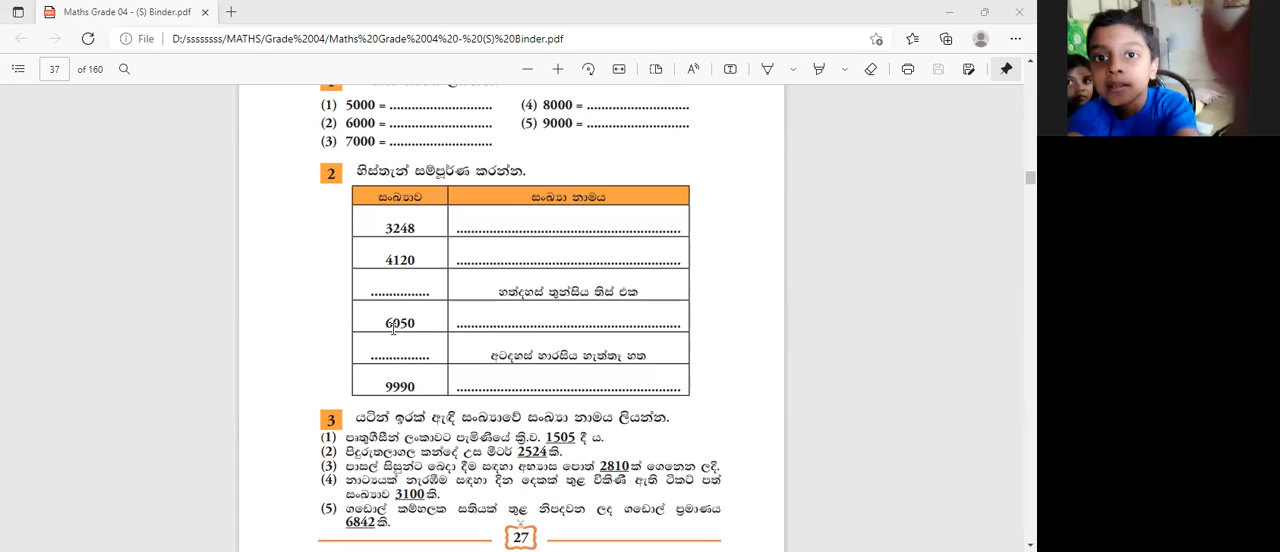 Maths Grade 04 - (S) Binder.pdf
File D:/ssssssss/MATHS/Grade%2004/Maths%20Grade%2004%20-%20(S)%20Binder.pdf
37 of 160
1
(1) 5000 = ............................ (4) 8000 = ............................
(2) 6000 = ............................ (5) 9000 = ............................
(3) 7000 = ............................
2 හිස්තැන් සම්පූර්ණ කරන්න.
සංඛ්‍යාව සංඛ්‍යා නාමය
3248 ............................................................
4120 ............................................................
................ හත්දහස් තුන්සිය තිස් එක
6050 ............................................................
................ අටදහස් හාරසිය හැත්තෑ හත
9990 ............................................................
3 යටින් ඉරක් ඇඳි සංඛ්‍යාවේ සංඛ්‍යා නාමය ලියන්න.
(1) පෘතුගීසීන් ලංකාවට පැමිණියේ ක්‍රි.ව. 1505 දී ය.
(2) පිදුරුතලාගල කන්දේ උස මීටර් 2524කි.
(3) පාසල් සිසුන්ට බෙදා දීම සඳහා අභ්‍යාස පොත් 2810ක් ගෙනෙන ලදි.
(4) නාට්‍යයක් නැරඹීම සඳහා දින දෙකක් තුළ විකිණී ඇති ටිකට් පත්
සංඛ්‍යාව 3100කි.
(5) ගඩොල් කම්හලක සතියක් තුළ නිපදවන ලද ගඩොල් ප්‍රමාණය
6842කි.
27